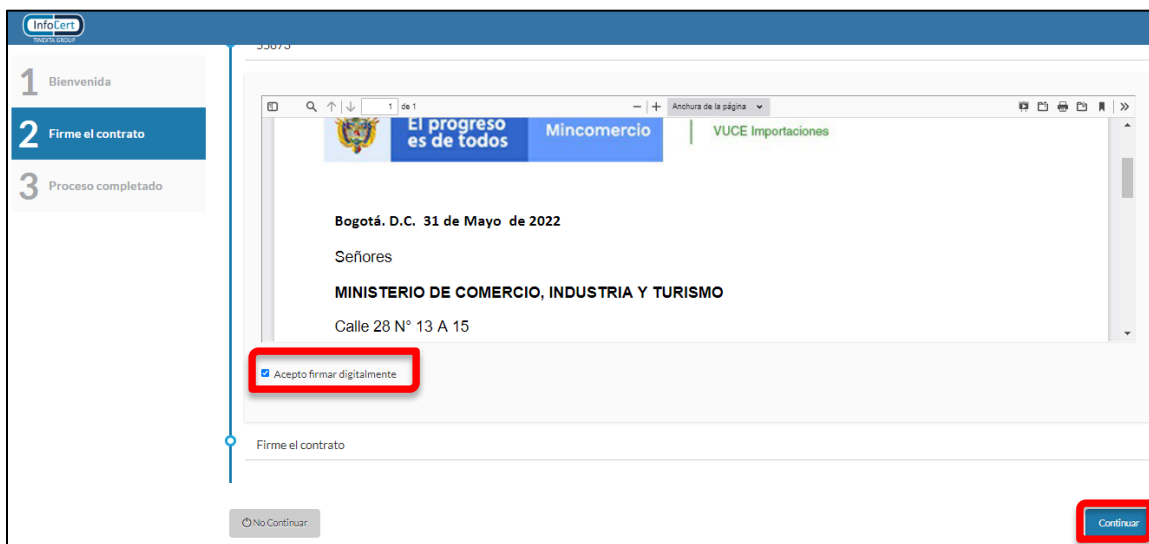 InfoCert
TINEXTA GROUP
1 Bienvenida
2 Firme el contrato
3 Proceso completado
55873
1 de 1
Anchura de la página
El progreso
es de todos
Mincomercio
VUCE Importaciones
Bogotá. D.C. 31 de Mayo de 2022
Señores
MINISTERIO DE COMERCIO, INDUSTRIA Y TURISMO
Calle 28 N° 13 A 15
Acepto firmar digitalmente
Firme el contrato
No Continuar
Continuar